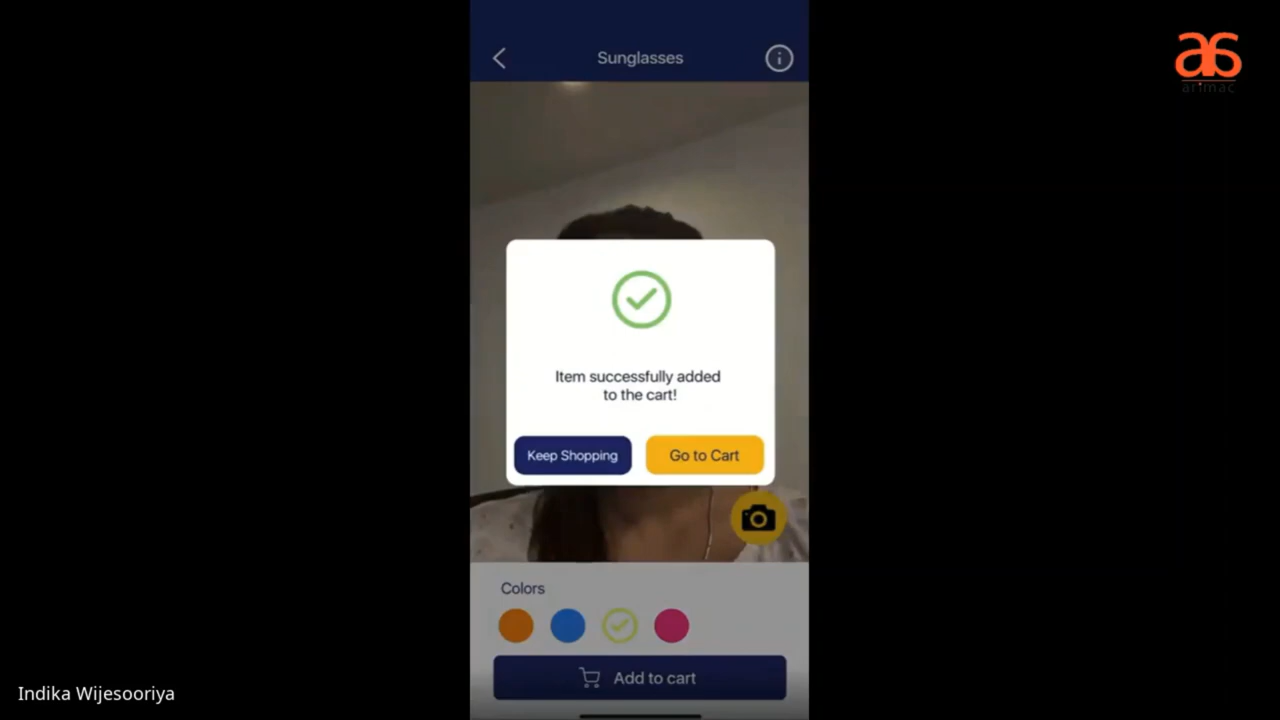 Sunglasses
arimac
Item successfully added
to the cart!
Keep Shopping
Go to Cart
Colors
Add to cart
Indika Wijesooriya